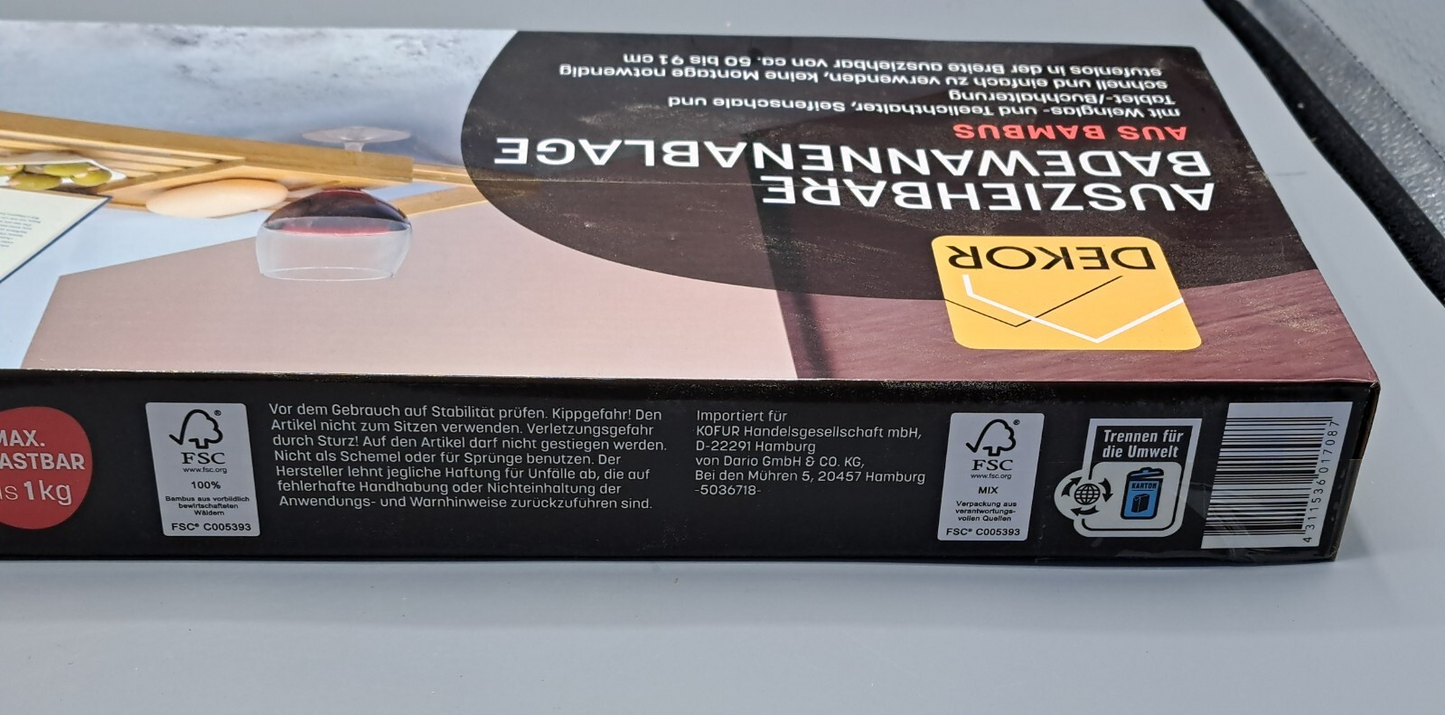 DEKOR
AUSZIEHBARE
BADEWANNENABLAGE
AUS BAMBUS
mit Weinglas- und Teelichthalter, Seifenschale und
Tablet-/Buchhalterung
schnell und einfach zu verwenden, keine Montage notwendig
stufenlos in der Breite ausziehbar von ca. 50 bis 91 cm
MAX.
1kg
FSC®
www.fsc.org
100%
Bambus aus vorbildlich
bewirtschafteten
Wäldern
FSC® C005393
Vor dem Gebrauch auf Stabilität prüfen. Kippgefahr! Den
Artikel nicht zum Sitzen verwenden. Verletzungsgefahr
durch Sturz! Auf den Artikel darf nicht gestiegen werden.
Nicht als Schemel oder für Sprünge benutzen. Der
Hersteller lehnt jegliche Haftung für Unfälle ab, die auf
fehlerhafte Handhabung oder Nichteinhaltung der
Anwendungs- und Warnhinweise zurückzuführen sind.
Importiert für
KOFUR Handelsgesellschaft mbH,
D-22291 Hamburg
von Dario GmbH & CO. KG,
Bei den Mühren 5, 20457 Hamburg
-5036718-
FSC®
www.fsc.org
MIX
Verpackung aus
verantwortungs-
vollen Quellen
FSC® C005393
Trennen für
die Umwelt
KARTON
4311536017087